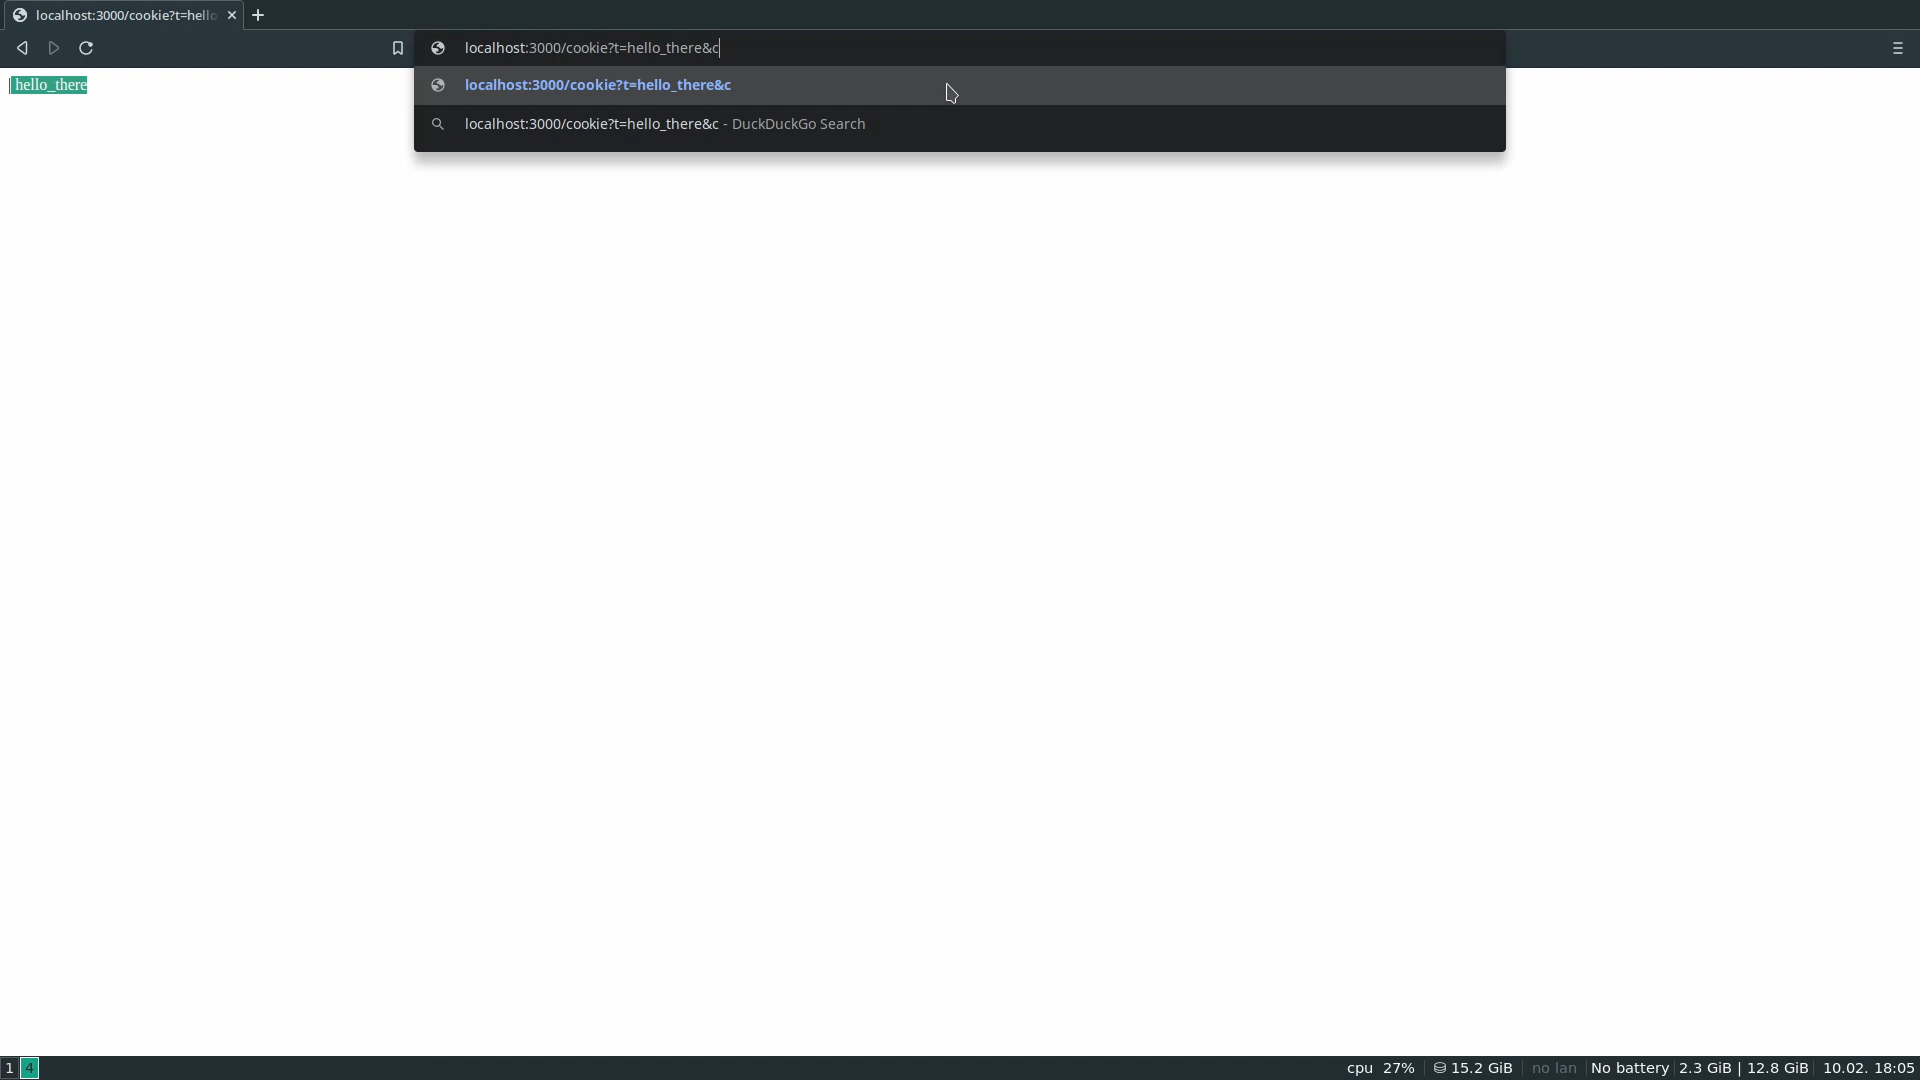 localhost:3000/cookie?t=hello
localhost:3000/cookie?t=hello_there&c
localhost:3000/cookie?t=hello_there&c
localhost:3000/cookie?t=hello_there&c - DuckDuckGo Search
| hello_there
1 4 cpu 27% 15.2 GiB no lan No battery 2.3 GiB | 12.8 GiB 10.02. 18:05